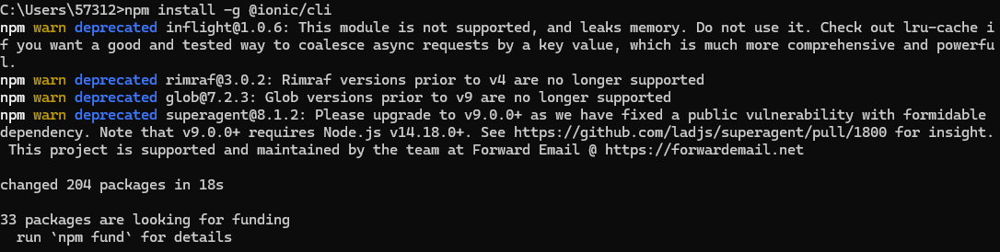 C:\Users\57312>npm install -g @ionic/cli
npm warn deprecated inflight@1.0.6: This module is not supported, and leaks memory. Do not use it. Check out lru-cache i
f you want a good and tested way to coalesce async requests by a key value, which is much more comprehensive and powerfu
l.
npm warn deprecated rimraf@3.0.2: Rimraf versions prior to v4 are no longer supported
npm warn deprecated glob@7.2.3: Glob versions prior to v9 are no longer supported
npm warn deprecated superagent@8.1.2: Please upgrade to v9.0.0+ as we have fixed a public vulnerability with formidable
dependency. Note that v9.0.0+ requires Node.js v14.18.0+. See https://github.com/ladjs/superagent/pull/1800 for insight.
 This project is supported and maintained by the team at Forward Email @ https://forwardemail.net
changed 204 packages in 18s
33 packages are looking for funding
  run `npm fund` for details